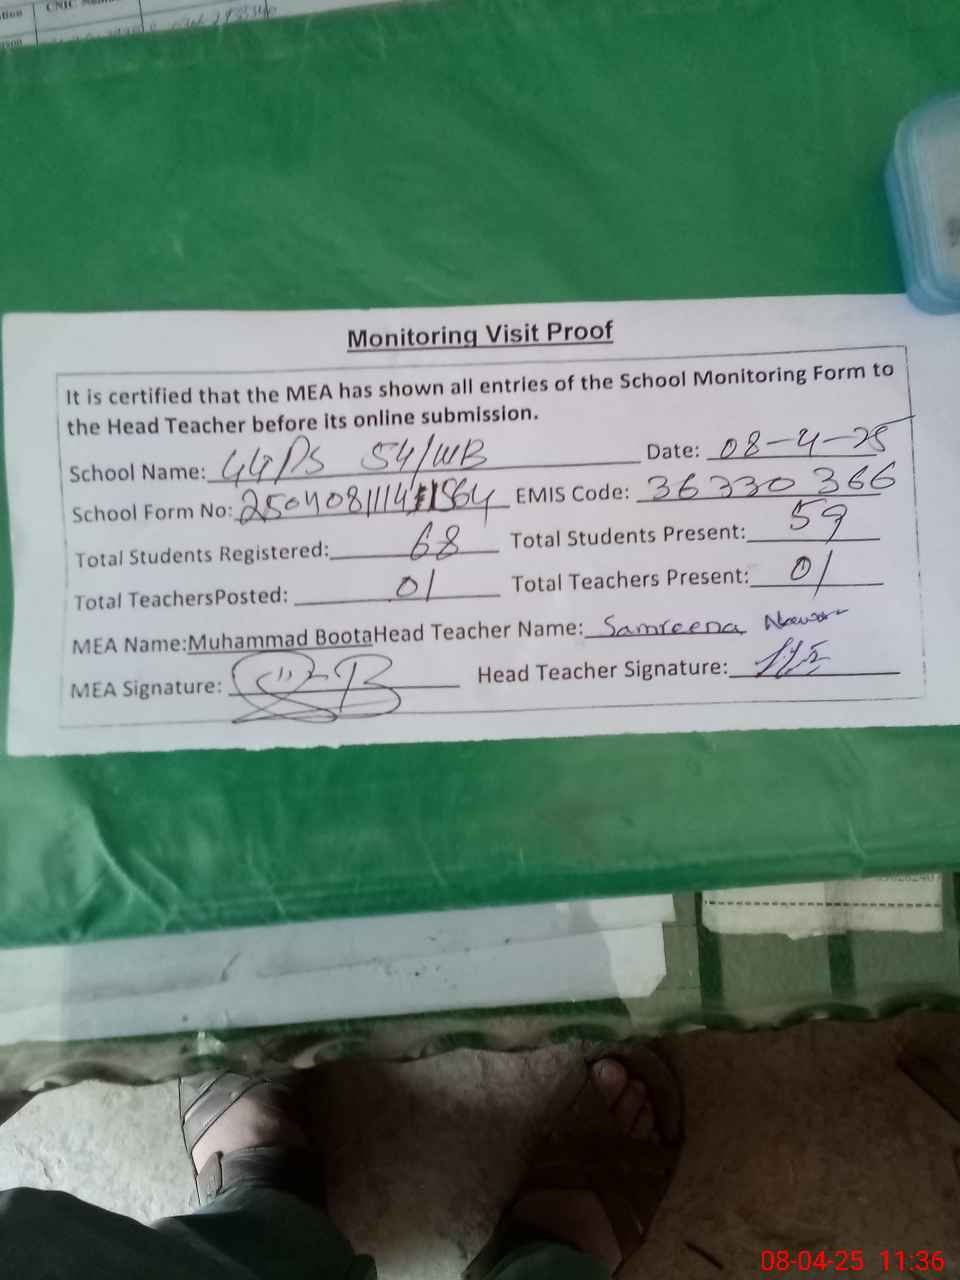 CNIC
Monitoring Visit Proof
It is certified that the MEA has shown all entries of the School Monitoring Form to
the Head Teacher before its online submission.
School Name: GGPS 54/WB Date: 08-4-25
School Form No: EMIS Code: 36330366
Total Students Registered: 68 Total Students Present: 59
Total TeachersPosted: 01 Total Teachers Present: 01
MEA Name:Muhammad BootaHead Teacher Name: Samreena
MEA Signature: Head Teacher Signature:
08-04-25 11:36